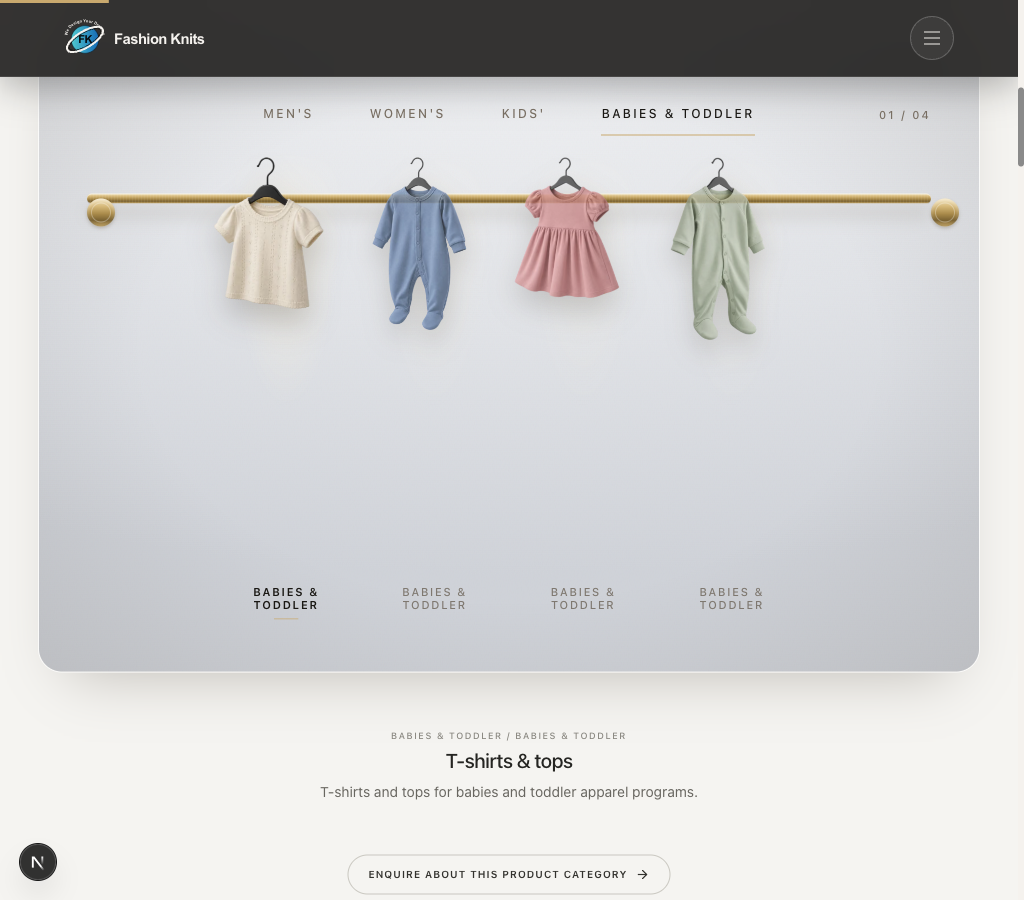 Fashion Knits
FK
MEN'S
WOMEN'S
KIDS'
BABIES & TODDLER
01 / 04
BABIES &
TODDLER
BABIES &
TODDLER
BABIES &
TODDLER
BABIES &
TODDLER
BABIES & TODDLER / BABIES & TODDLER
T-shirts & tops
T-shirts and tops for babies and toddler apparel programs.
N
ENQUIRE ABOUT THIS PRODUCT CATEGORY →